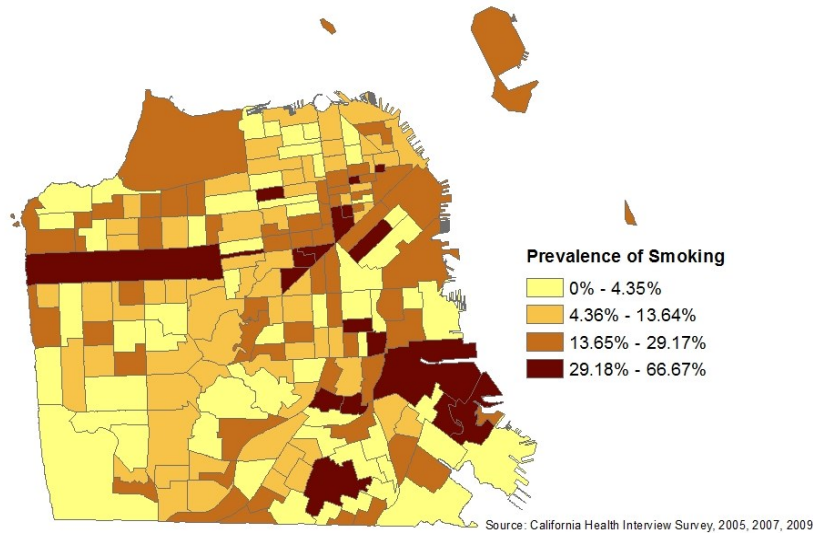 Prevalence of Smoking
0% - 4.35%
4.36% - 13.64%
13.65% - 29.17%
29.18% - 66.67%
Source: California Health Interview Survey, 2005, 2007, 2009